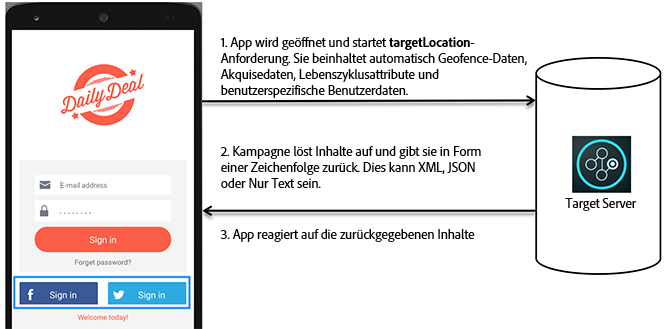 Daily Deal
E-mail address
Sign in
Forget password?
f Sign in
Sign in
Welcome today!
1. App wird geöffnet und startet targetLocation-
Anforderung. Sie beinhaltet automatisch Geofence-Daten,
Akquisedaten, Lebenszyklusattribute und
benutzerspezifische Benutzerdaten.
2. Kampagne löst Inhalte auf und gibt sie in Form
einer Zeichenfolge zurück. Dies kann XML, JSON
oder Nur Text sein.
3. App reagiert auf die zurückgegebenen Inhalte
Target Server